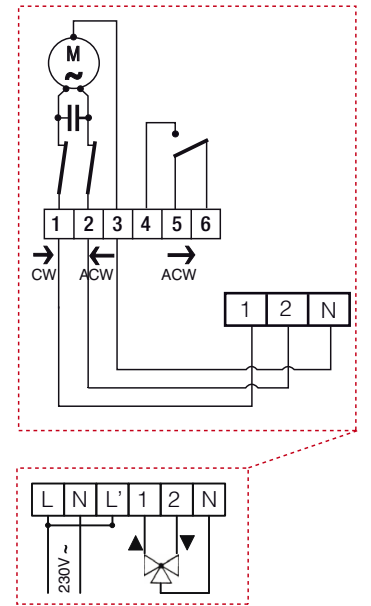 M
~
1 2 3 4 5 6
CW ACW ACW
1 2 N
L N L' 1 2 N
230V ~